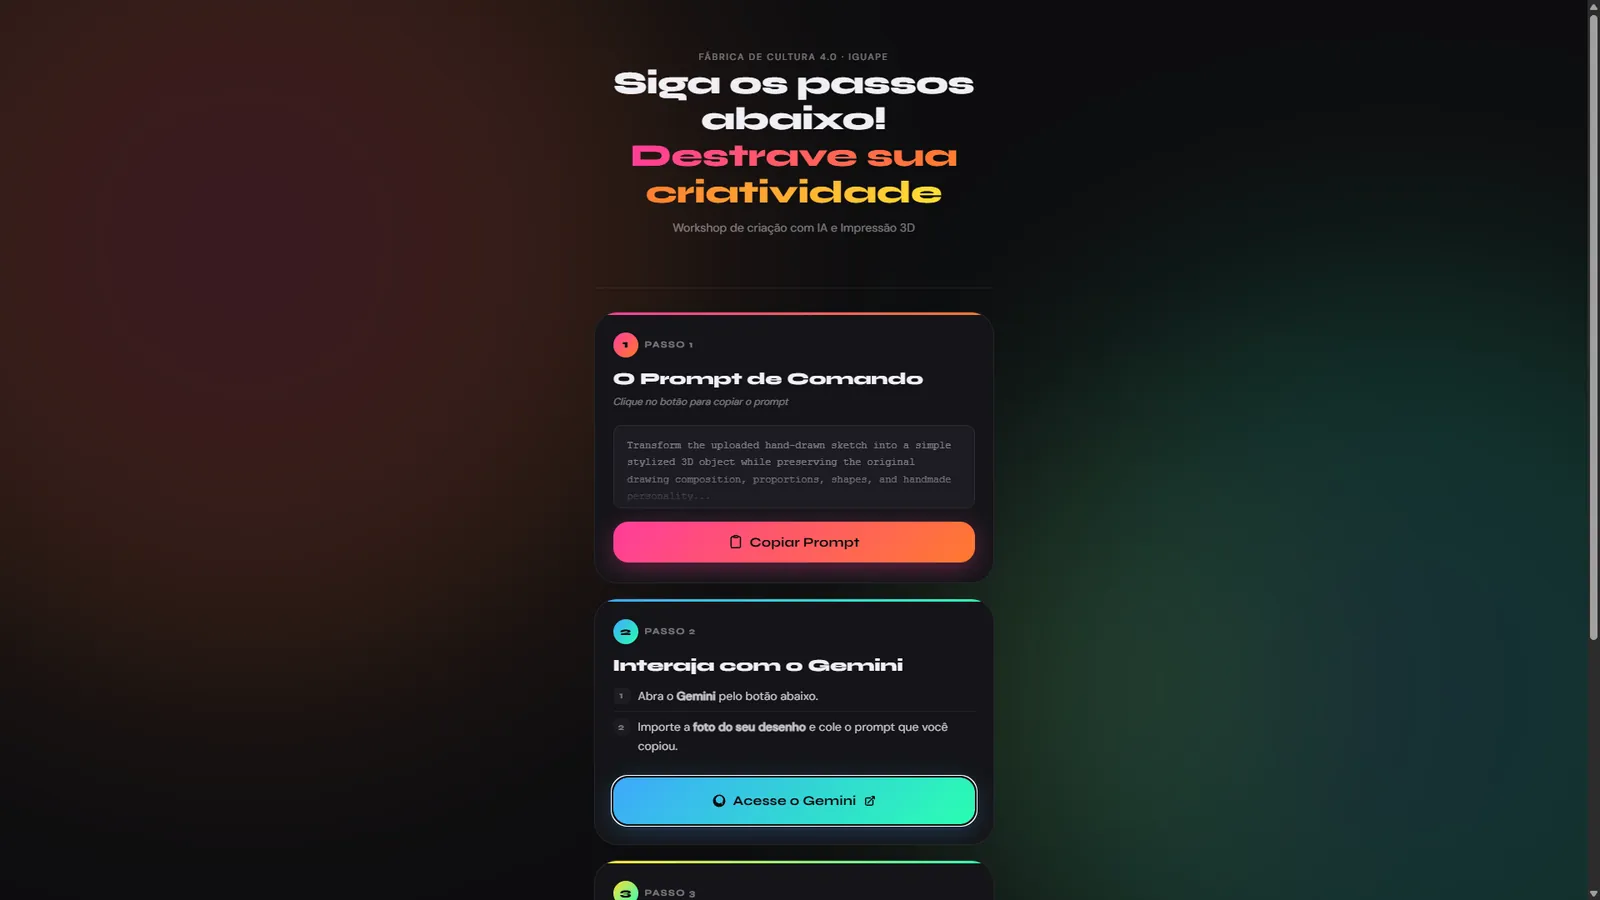 FÁBRICA DE CULTURA 4.0 · IGUAPE
Siga os passos
abaixo!
Destrave sua
criatividade
Workshop de criação com IA e Impressão 3D
1 PASSO 1
O Prompt de Comando
Clique no botão para copiar o prompt
Transform the uploaded hand-drawn sketch into a simple
stylized 3D object while preserving the original
drawing composition, proportions, shapes, and handmade
personality...
Copiar Prompt
2 PASSO 2
Interaja com o Gemini
1 Abra o Gemini pelo botão abaixo.
2 Importe a foto do seu desenho e cole o prompt que você
copiou.
Acesse o Gemini
3 PASSO 3